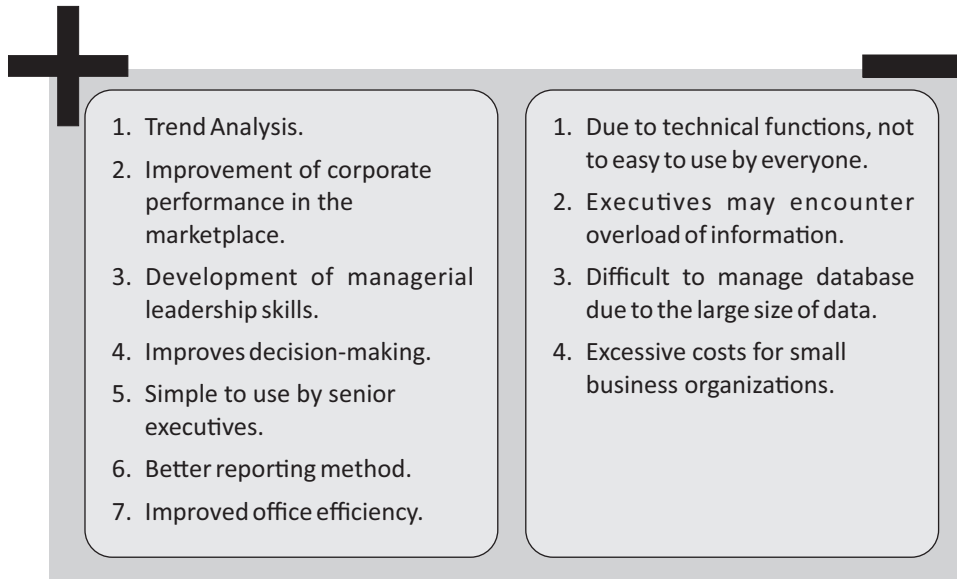 1. Trend Analysis.
2. Improvement of corporate
performance in the
marketplace.
3. Development of managerial
leadership skills.
4. Improves decision-making.
5. Simple to use by senior
executives.
6. Better reporting method.
7. Improved office efficiency.
1. Due to technical functions, not
to easy to use by everyone.
2. Executives may encounter
overload of information.
3. Difficult to manage database
due to the large size of data.
4. Excessive costs for small
business organizations.